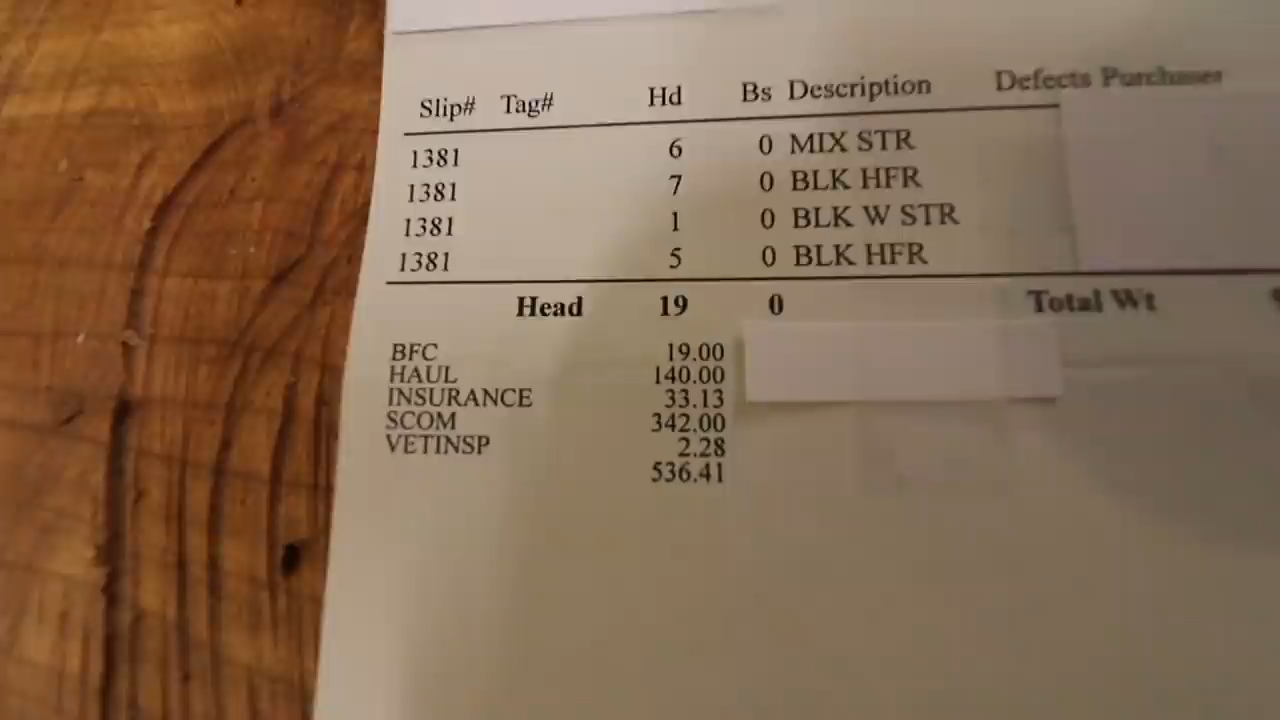 Slip# Tag# Hd Bs Description Defects Purchaser
1381 6 0 MIX STR
1381 7 0 BLK HFR
1381 1 0 BLK W STR
1381 5 0 BLK HFR
Head 19 0 Total Wt
BFC 19.00
HAUL 140.00
INSURANCE 33.13
SCOM 342.00
VETINSP 2.28
536.41